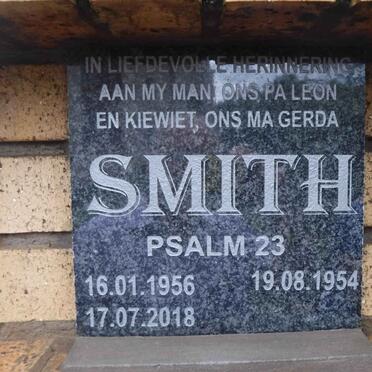 IN LIEFDEVOLLE HERINNERING
AAN MY MAN, ONS PA LEON
EN KIEWIET, ONS MA GERDA
SMITH
PSALM 23
16.01.1956 19.08.1954
17.07.2018